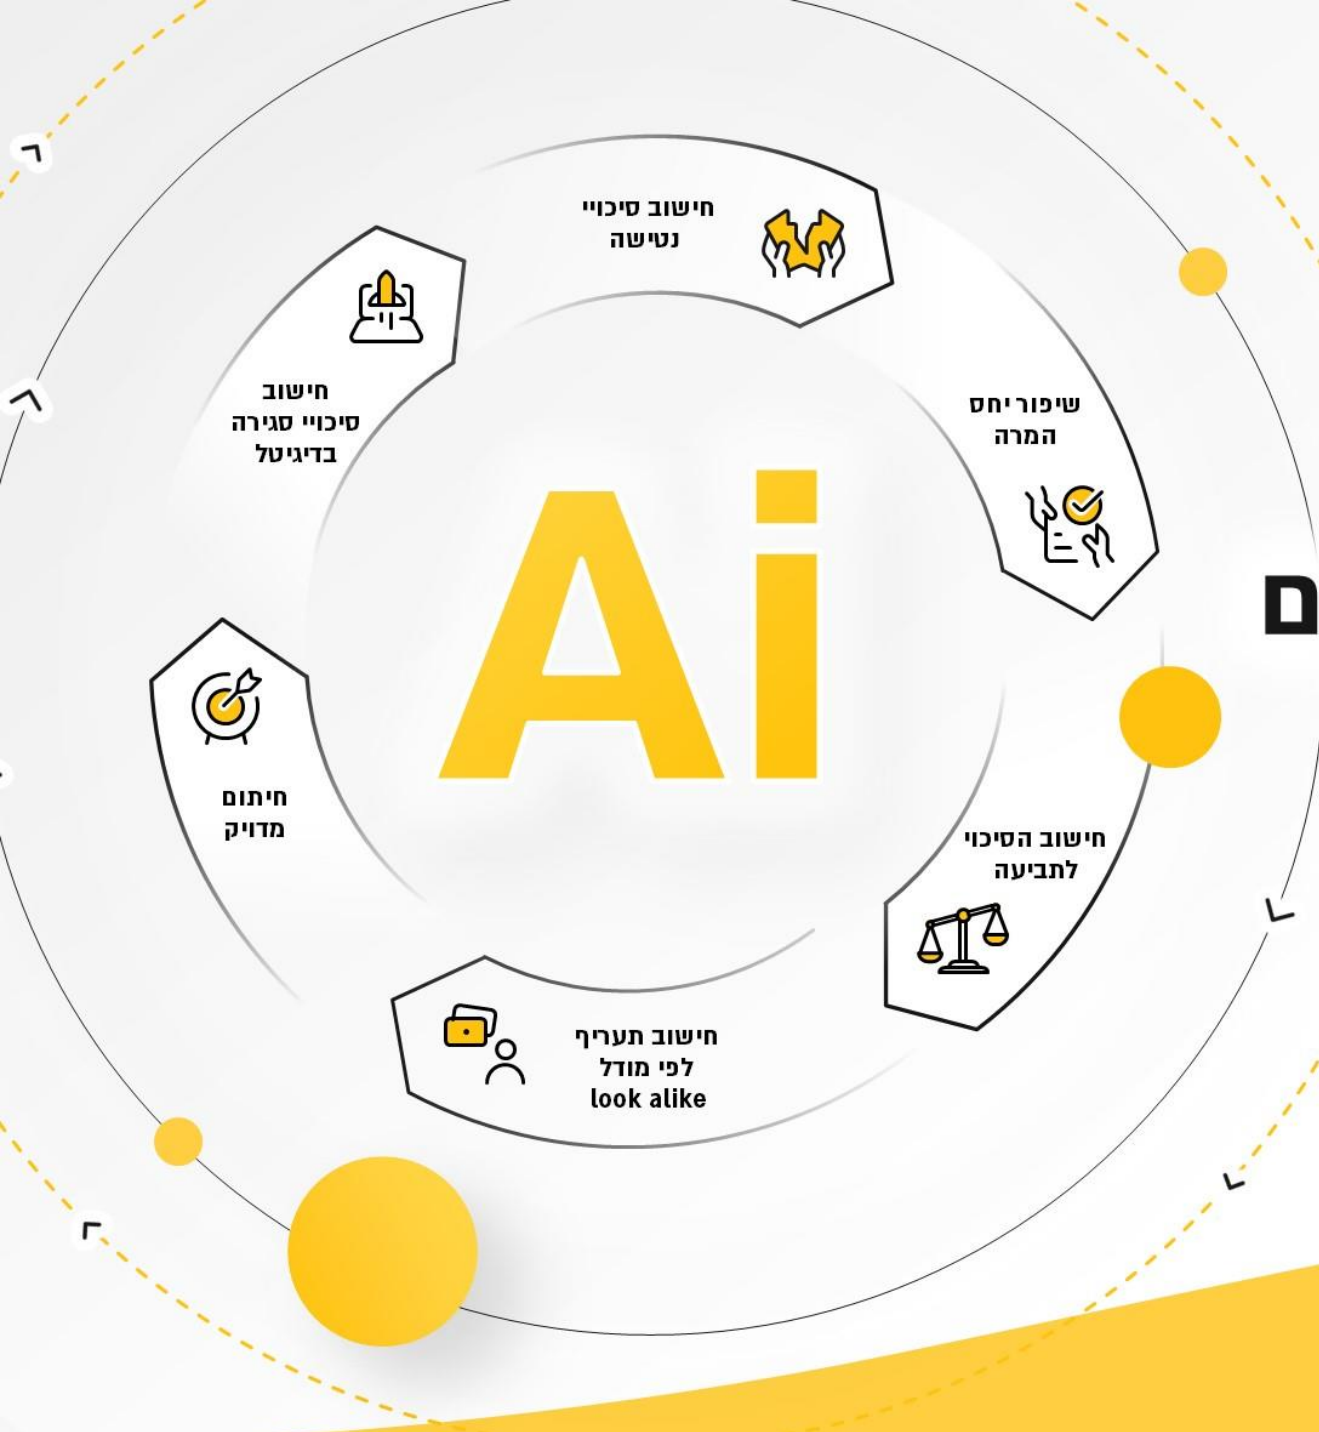 חישוב סיכויי
נטישה
שיפור יחס
המרה
חישוב הסיכוי
לתביעה
חישוב תעריף
לפי מודל
look alike
חיתום
מדויק
חישוב
סיכויי סגירה
בדיגיטל
Ai
ם